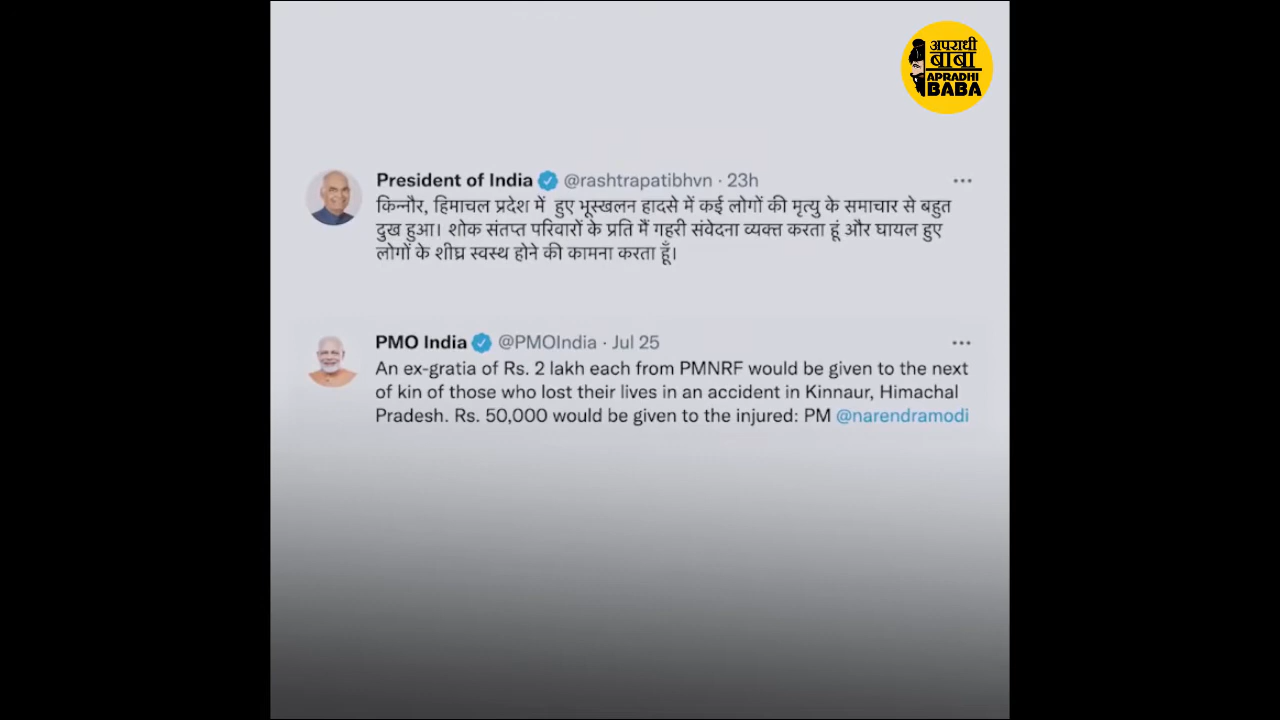 अपराधी
बाबा
APRADHI
BABA
President of India @rashtrapatibhvn · 23h
किन्नौर, हिमाचल प्रदेश में हुए भूस्खलन हादसे में कई लोगों की मृत्यु के समाचार से बहुत
दुख हुआ। शोक संतप्त परिवारों के प्रति मैं गहरी संवेदना व्यक्त करता हूं और घायल हुए
लोगों के शीघ्र स्वस्थ होने की कामना करता हूँ।
PMO India @PMOIndia · Jul 25
An ex-gratia of Rs. 2 lakh each from PMNRF would be given to the next
of kin of those who lost their lives in an accident in Kinnaur, Himachal
Pradesh. Rs. 50,000 would be given to the injured: PM @narendramodi